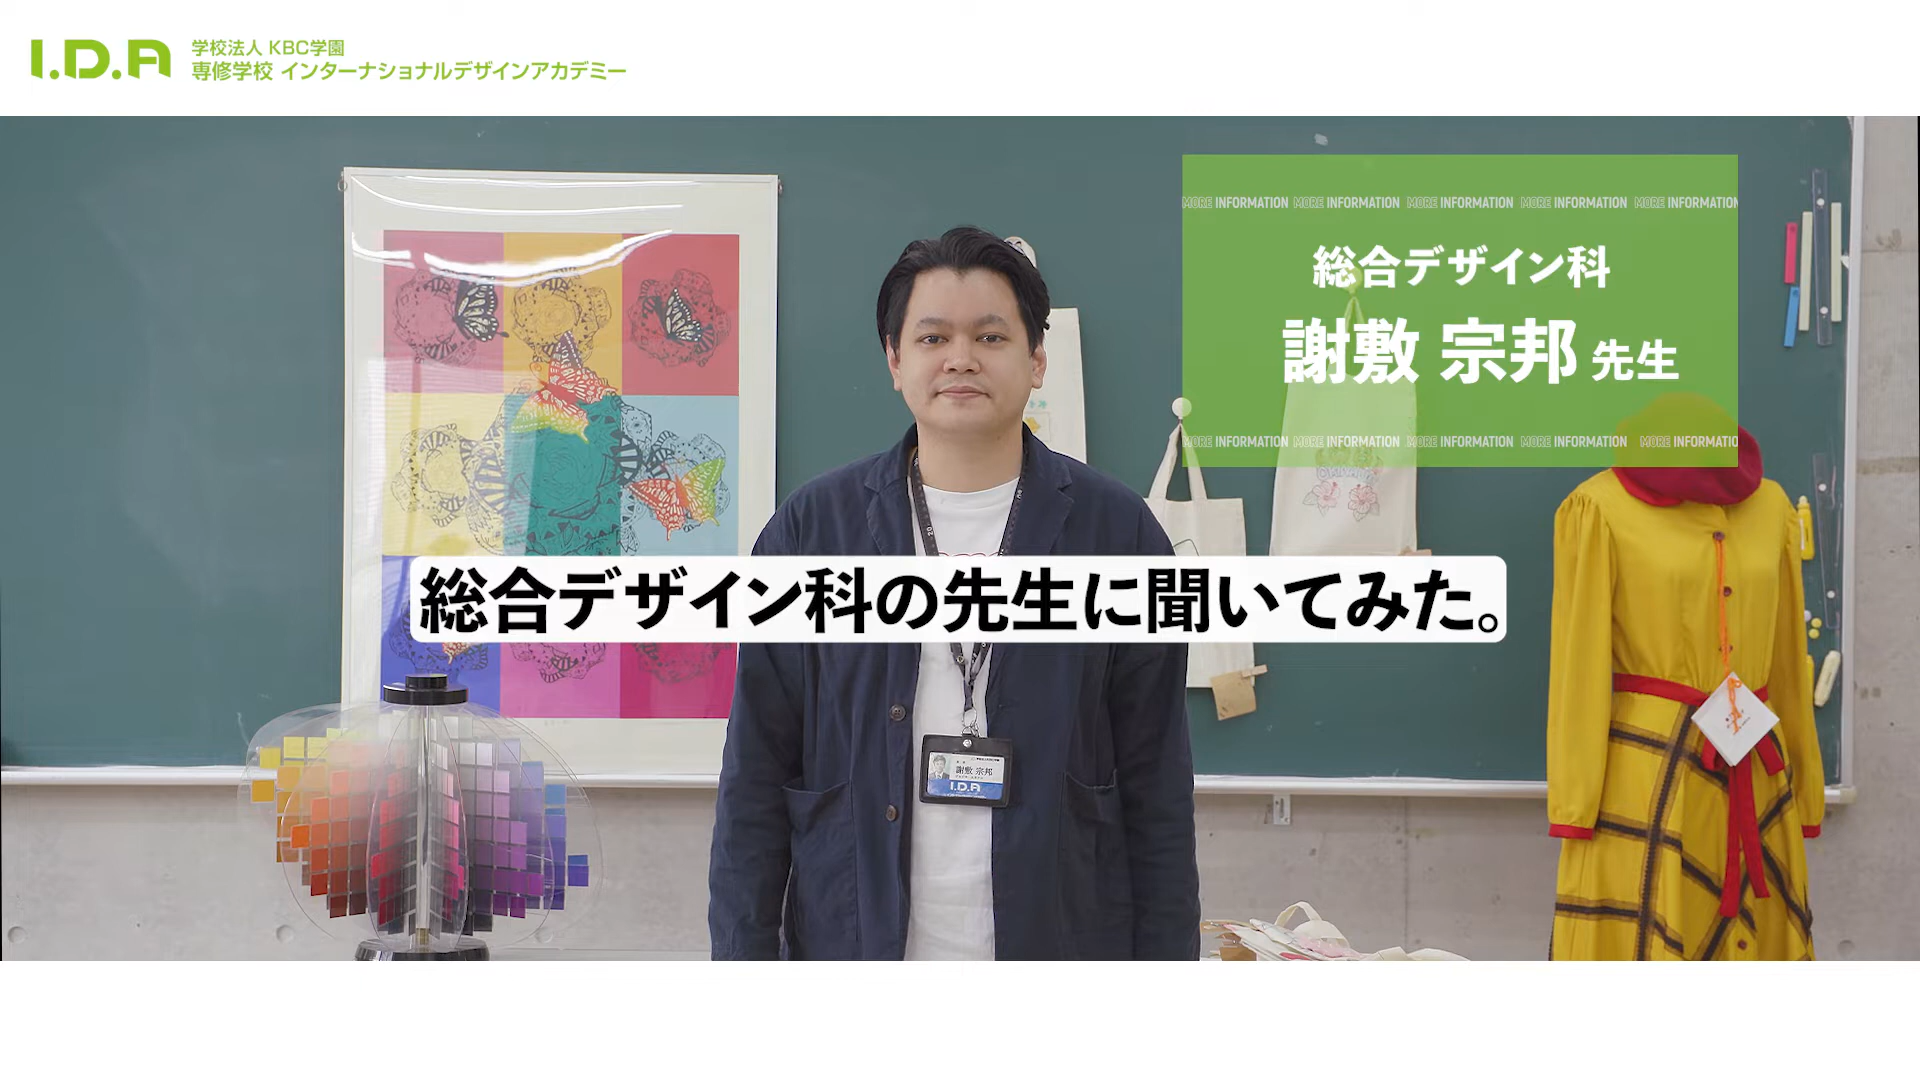 I.D.A
学校法人 KBC学園
専修学校 インターナショナルデザインアカデミー
MORE INFORMATION MORE INFORMATION MORE INFORMATION MORE INFORMATION MORE INFORMATION
総合デザイン科
謝敷 宗邦 先生
MORE INFORMATION MORE INFORMATION MORE INFORMATION MORE INFORMATION MORE INFORMATIO
総合デザイン科の先生に聞いてみた。
謝敷 宗邦
I.D.A